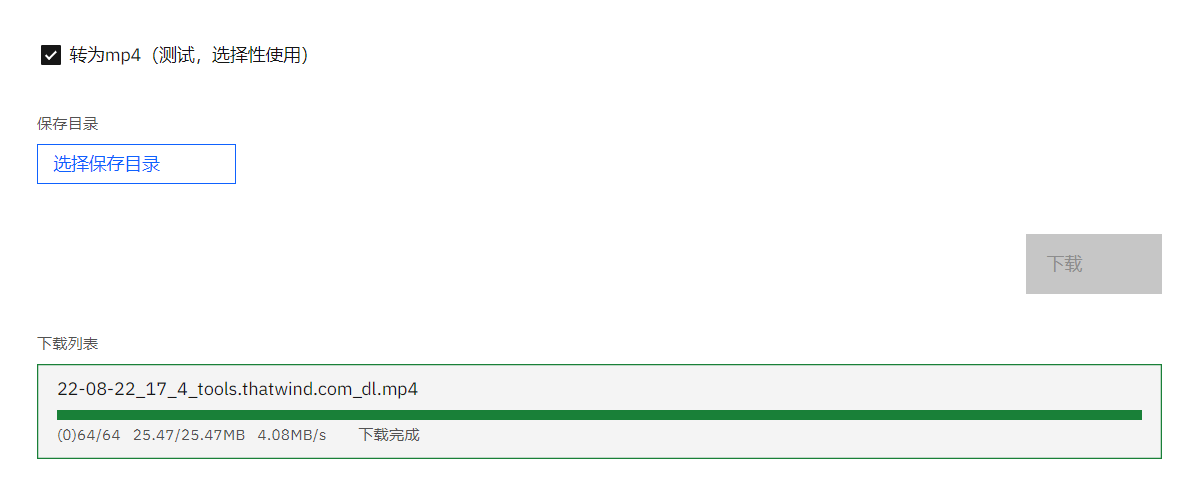 转为mp4（测试，选择性使用）
保存目录
选择保存目录
下载
下载列表
22-08-22_17_4_tools.thatwind.com_dl.mp4
(0)64/64 25.47/25.47MB 4.08MB/s 下载完成